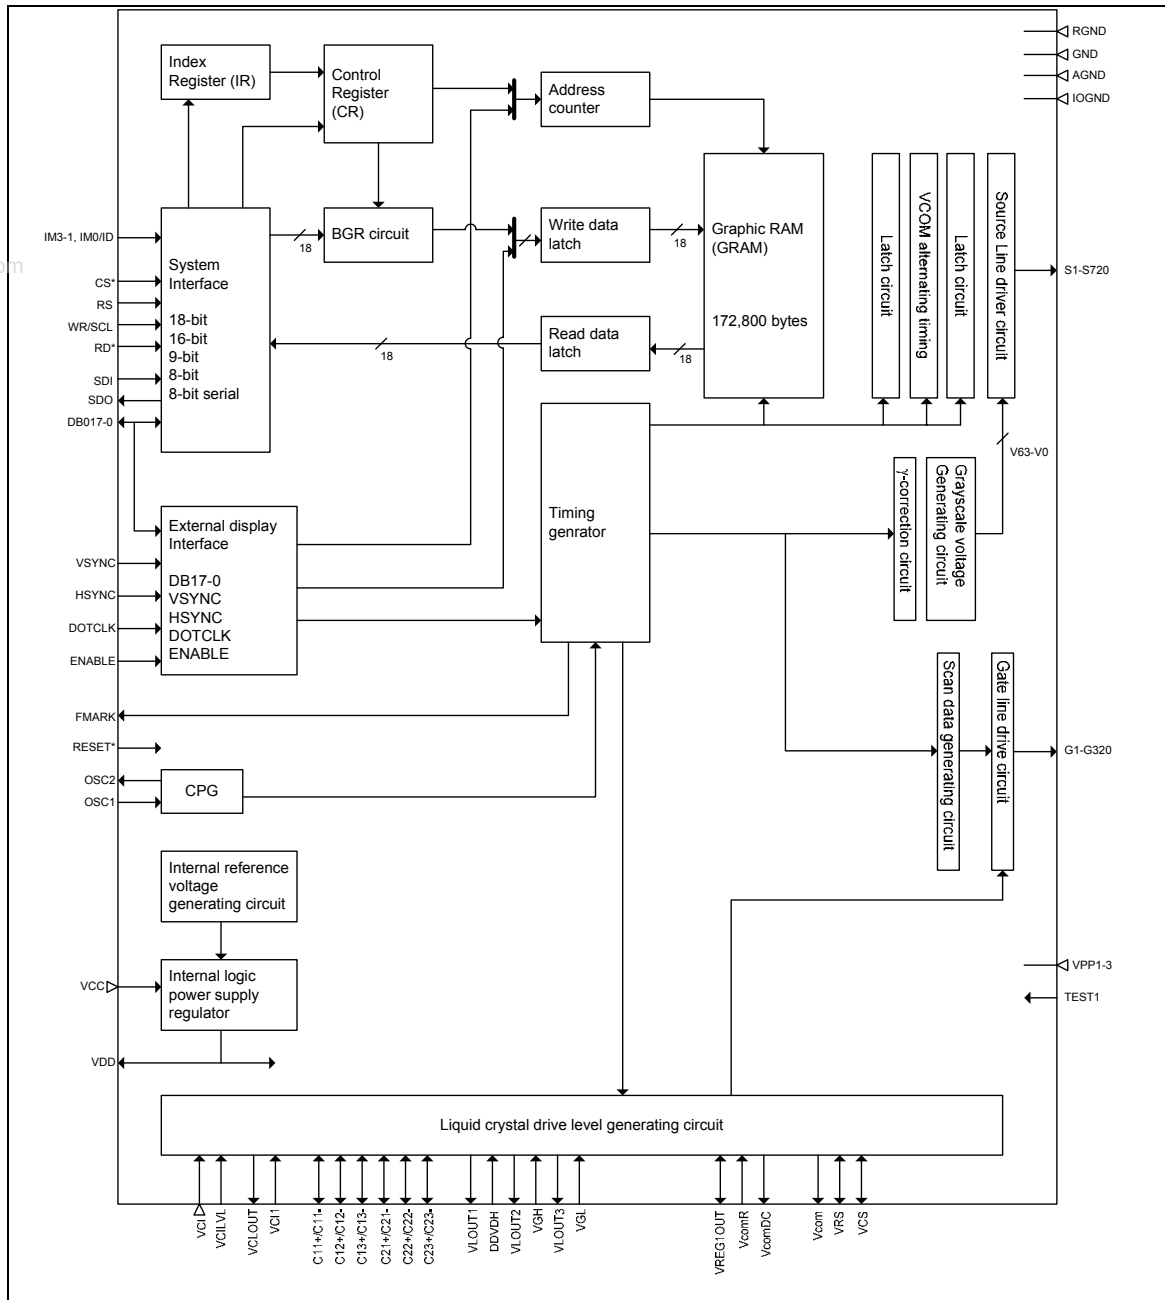 RGND
GND
AGND
IOGND
Index
Register (IR)
Control
Register
(CR)
Address
counter
IM3-1, IM0/ID
CS*
RS
WR/SCL
RD*
SDI
SDO
DB017-0
System
Interface
18-bit
16-bit
9-bit
8-bit
8-bit serial
18
BGR circuit
Write data
latch
18
Graphic RAM
(GRAM)
172,800 bytes
Read data
latch
18
18
Latch circuit
VCOM alternating timing
Latch circuit
Source Line driver circuit
S1-S720
V63-V0
om
External display
Interface
DB17-0
VSYNC
HSYNC
DOTCLK
ENABLE
VSYNC
HSYNC
DOTCLK
ENABLE
Timing
genrator
γ-correction circuit
Grayscale voltage
Generating circuit
Scan data generating circuit
Gate line drive circuit
G1-G320
FMARK
RESET*
OSC2
OSC1
CPG
Internal reference
voltage
generating circuit
VCC
Internal logic
power supply
regulator
VDD
VPP1-3
TEST1
Liquid crystal drive level generating circuit
VCI
VCILVL
VCLOUT
VCI1
C11+/C11-
C12+/C12-
C13+/C13-
C21+/C21-
C22+/C22-
C23+/C23-
VLOUT1
DDVDH
VLOUT2
VGH
VLOUT3
VGL
VREG1OUT
VcomR
VcomDC
Vcom
VRS
VCS